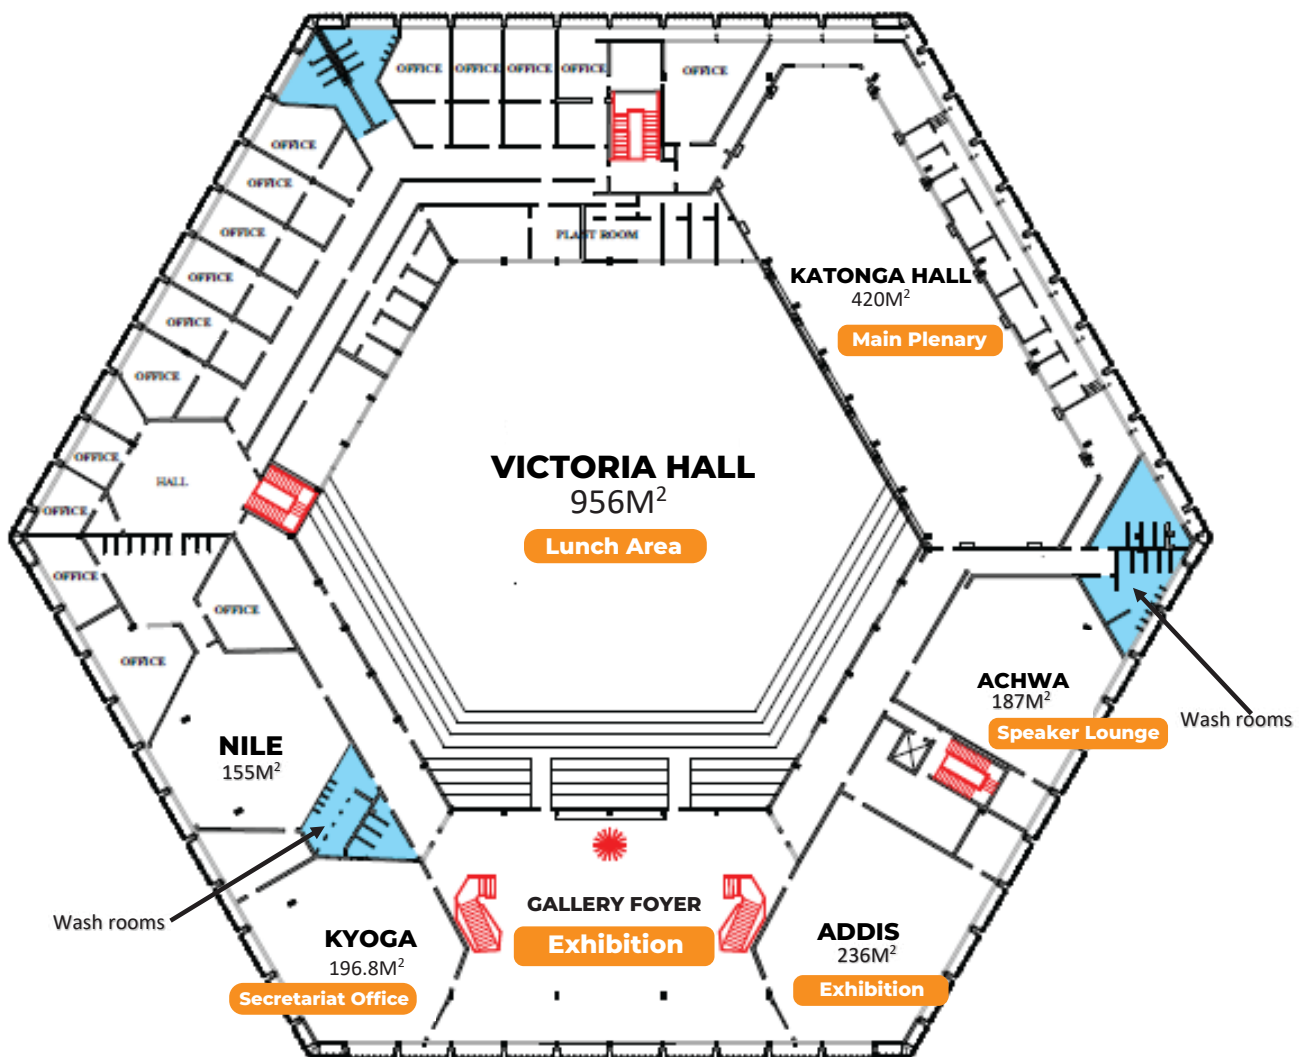 OFFICE
OFFICE
OFFICE
OFFICE
OFFICE
OFFICE
OFFICE
OFFICE
OFFICE
OFFICE
OFFICE
OFFICE
OFFICE
HALL
OFFICE
OFFICE
OFFICE
PLANT ROOM
KATONGA HALL
420M²
Main Plenary
VICTORIA HALL
956M²
Lunch Area
ACHWA
187M²
Speaker Lounge
Wash rooms
NILE
155M²
Wash rooms
KYOGA
196.8M²
Secretariat Office
GALLERY FOYER
Exhibition
ADDIS
236M²
Exhibition